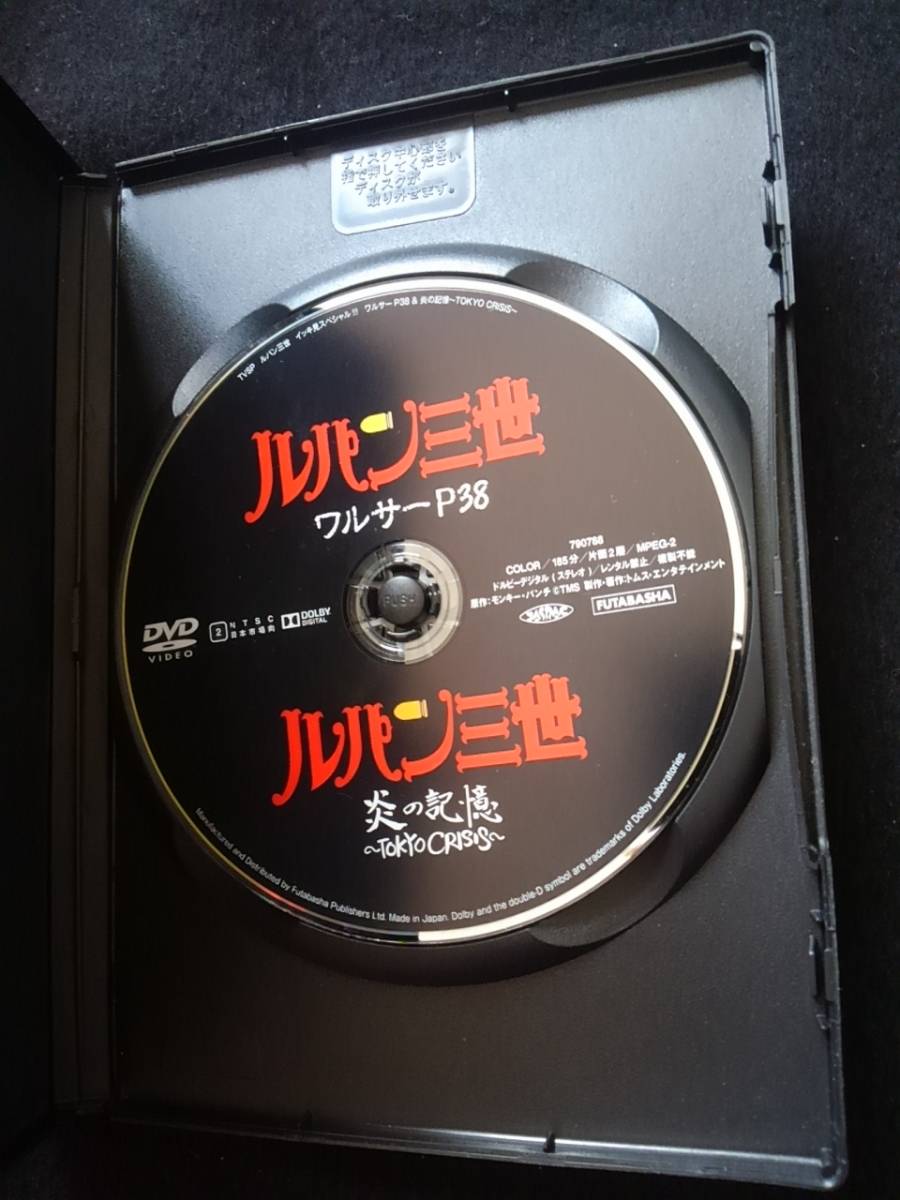 ディスク中心部を
指で押してください
ディスクが
取り外せます。
TVSP ルパン三世 イッキ見スペシャル!!! ワルサーP38 & 炎の記憶~TOKYO CRISIS~
ルパン三世
ワルサーP38
790788
COLOR/185分/片面2層/MPEG-2
ドルビーデジタル(ステレオ)/レンタル禁止/複製不能
原作:モンキー・パンチ ©TMS 製作・著作:トムス・エンタテインメント
PUSH
DVD
VIDEO
2 NTSC
日本市場向
DOLBY
DIGITAL
JASRAC
FUTABASHA
ルパン三世
炎の記憶
~TOKYO CRISIS~
Manufactured and Distributed by Futabasha Publishers Ltd. Made in Japan. Dolby and the double-D symbol are trademarks of Dolby Laboratories.